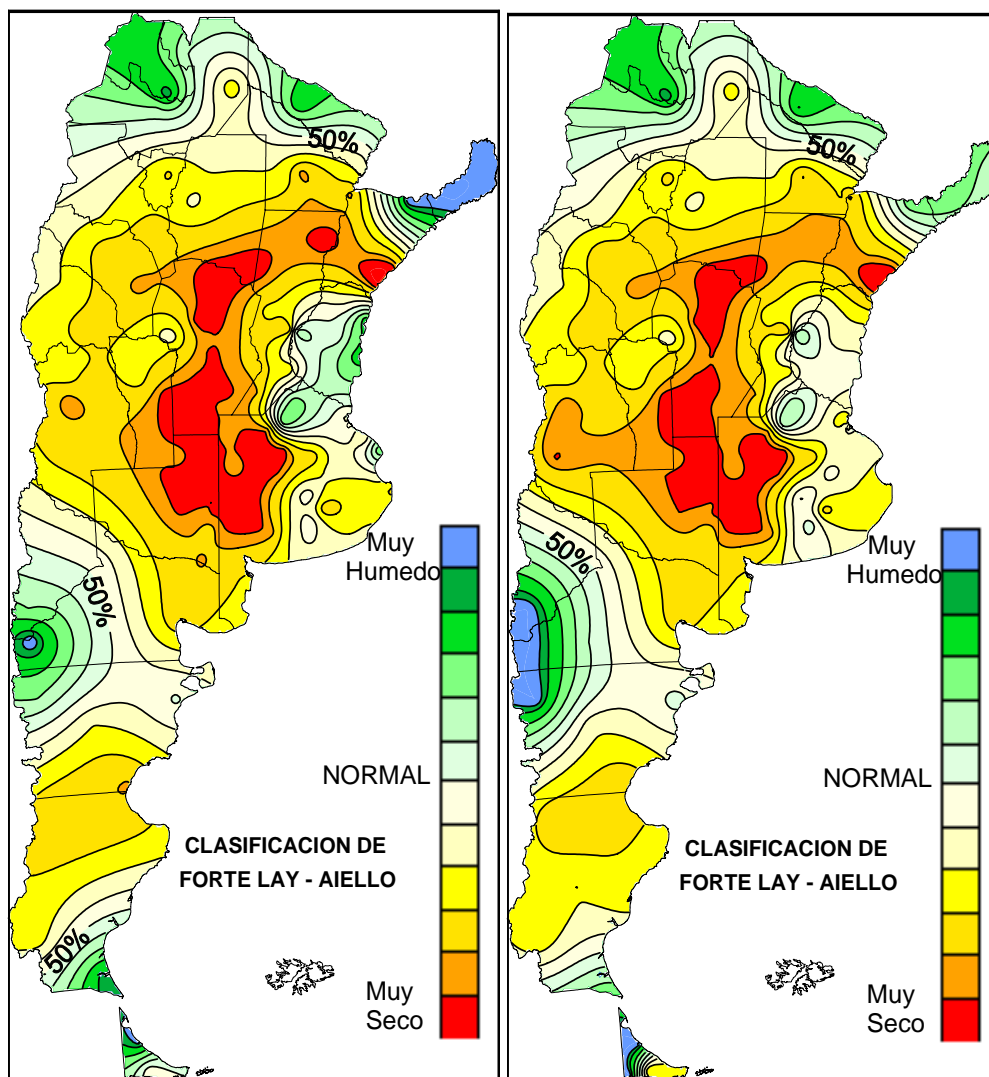 50%
50%
50%
Muy
Humedo
NORMAL
CLASIFICACION DE
FORTE LAY - AIELLO
Muy
Seco
50%
50%
Muy
Humedo
NORMAL
CLASIFICACION DE
FORTE LAY - AIELLO
Muy
Seco